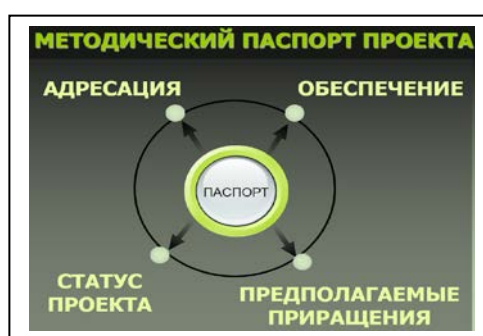 МЕТОДИЧЕСКИЙ ПАСПОРТ ПРОЕКТА
АДРЕСАЦИЯ
ОБЕСПЕЧЕНИЕ
ПАСПОРТ
СТАТУС
ПРОЕКТА
ПРЕДПОЛАГАЕМЫЕ
ПРИРАЩЕНИЯ